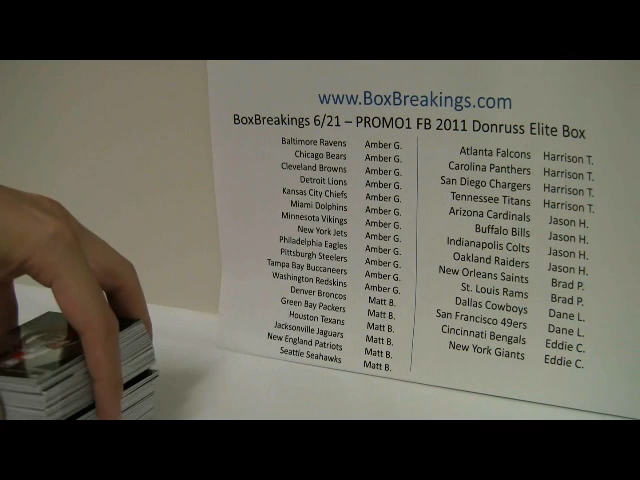 www.BoxBreakings.com
BoxBreakings 6/21 – PROMO1 FB 2011 Donruss Elite Box
Baltimore Ravens Amber G.
Chicago Bears Amber G.
Cleveland Browns Amber G.
Detroit Lions Amber G.
Kansas City Chiefs Amber G.
Miami Dolphins Amber G.
Minnesota Vikings Amber G.
New York Jets Amber G.
Philadelphia Eagles Amber G.
Pittsburgh Steelers Amber G.
Tampa Bay Buccaneers Amber G.
Washington Redskins Amber G.
Denver Broncos Matt B.
Green Bay Packers Matt B.
Houston Texans Matt B.
Jacksonville Jaguars Matt B.
New England Patriots Matt B.
Seattle Seahawks Matt B.
Atlanta Falcons Harrison T.
Carolina Panthers Harrison T.
San Diego Chargers Harrison T.
Tennessee Titans Harrison T.
Arizona Cardinals Jason H.
Buffalo Bills Jason H.
Indianapolis Colts Jason H.
Oakland Raiders Jason H.
New Orleans Saints Brad P.
St. Louis Rams Brad P.
Dallas Cowboys Dane L.
San Francisco 49ers Dane L.
Cincinnati Bengals Eddie C.
New York Giants Eddie C.